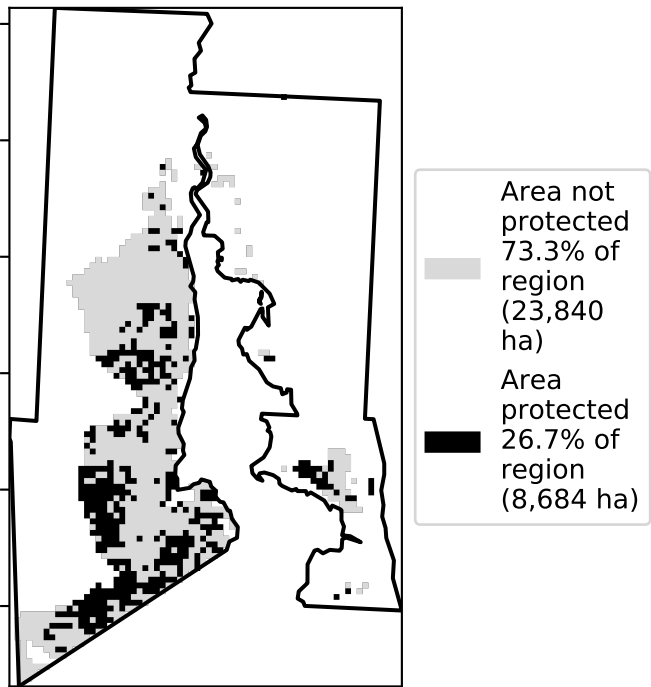 Area not
protected
73.3% of
region
(23,840
ha)
Area
protected
26.7% of
region
(8,684 ha)